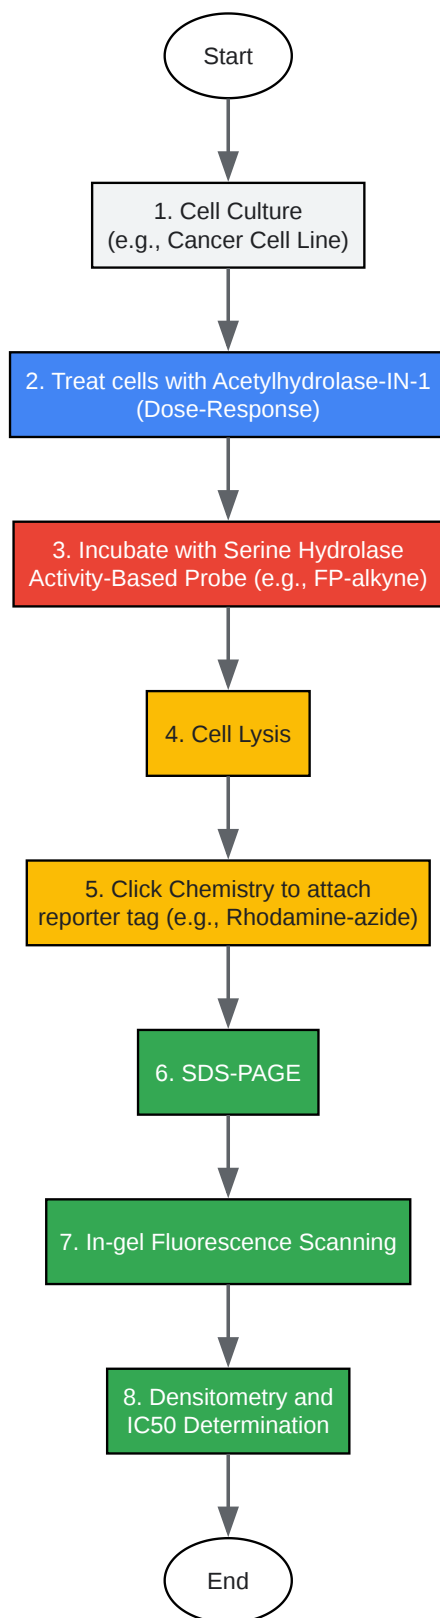 Start
1. Cell Culture
(e.g., Cancer Cell Line)
2. Treat cells with Acetylhydrolase-IN-1
(Dose-Response)
3. Incubate with Serine Hydrolase
Activity-Based Probe (e.g., FP-alkyne)
4. Cell Lysis
5. Click Chemistry to attach
reporter tag (e.g., Rhodamine-azide)
6. SDS-PAGE
7. In-gel Fluorescence Scanning
8. Densitometry and
IC50 Determination
End